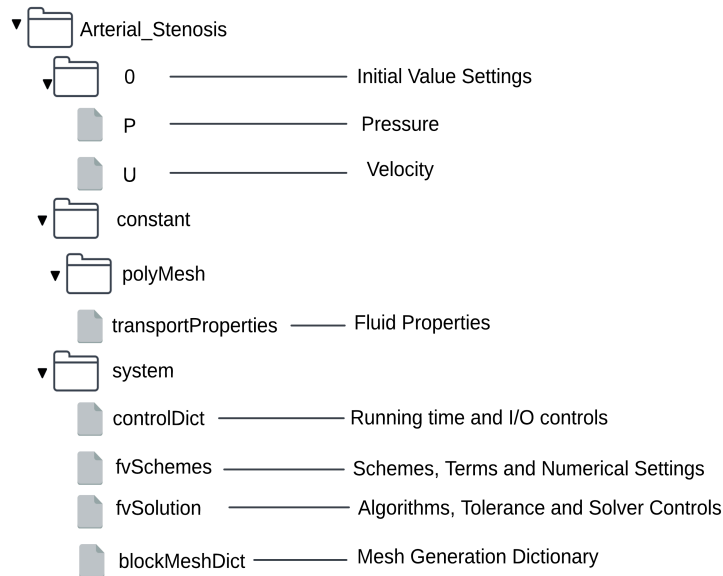 Arterial_Stenosis
0 Initial Value Settings
P Pressure
U Velocity
constant
polyMesh
transportProperties Fluid Properties
system
controlDict Running time and I/O controls
fvSchemes Schemes, Terms and Numerical Settings
fvSolution Algorithms, Tolerance and Solver Controls
blockMeshDict Mesh Generation Dictionary